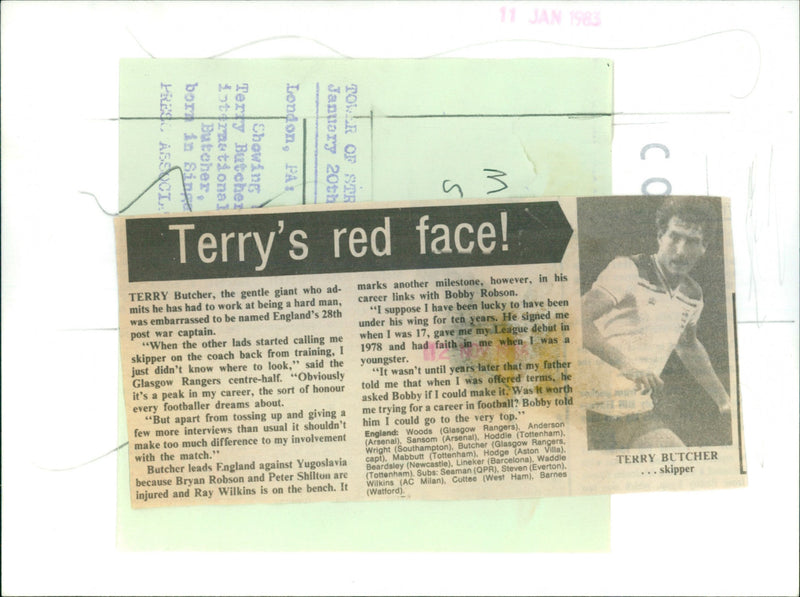 11 JAN 1983
TOWER OF STR
January 20th
London, PA:
Showing
Terry Butcher
international
Butcher,
born in Sing
PRESS ASSOCI
CO
Terry's red face!
TERRY Butcher, the gentle giant who ad-
mits he has had to work at being a hard man,
was embarrassed to be named England's 28th
post war captain.
"When the other lads started calling me
skipper on the coach back from training, I
just didn't know where to look," said the
Glasgow Rangers centre-half. "Obviously
it's a peak in my career, the sort of honour
every footballer dreams about.
"But apart from tossing up and giving a
few more interviews than usual it shouldn't
make too much difference to my involvement
with the match."
Butcher leads England against Yugoslavia
because Bryan Robson and Peter Shilton are
injured and Ray Wilkins is on the bench. It
marks another milestone, however, in his
career links with Bobby Robson.
"I suppose I have been lucky to have been
under his wing for ten years. He signed me
when I was 17, gave me my League debut in
1978 and had faith in me when I was a
youngster.
"It wasn't until years later that my father
told me that when I was offered terms, he
asked Bobby if I could make it. Was it worth
me trying for a career in football? Bobby told
him I could go to the very top."
England: Woods (Glasgow Rangers), Anderson
(Arsenal), Sansom (Arsenal), Hoddle (Tottenham),
Wright (Southampton), Butcher (Glasgow Rangers,
capt), Mabbutt (Tottenham), Hodge (Aston Villa),
Beardsley (Newcastle), Lineker (Barcelona), Waddle
(Tottenham). Subs: Seaman (QPR), Steven (Everton),
Wilkins (AC Milan), Cottee (West Ham), Barnes
(Watford).
TERRY BUTCHER
. . . skipper